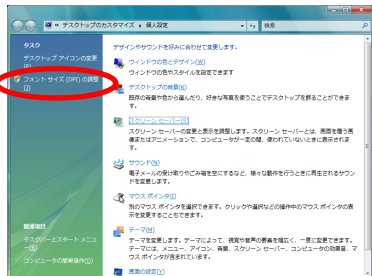 « デスクトップのカスタマイズ › 個人設定
検索
タスク
デスクトップ アイコンの変更(R)
フォント サイズ (DPI) の調整(J)
関連項目
タスクバーとスタート メニュー(B)
コンピュータの簡単操作(O)
デザインやサウンドを好みに合わせて変更します。
ウィンドウの色とデザイン(W)
ウィンドウの色やスタイルを設定できます
デスクトップの背景(K)
既存の背景や色から選んだり、好きな写真を使うことでデスクトップを飾ることができます。
スクリーン セーバー(S)
スクリーン セーバーの変更と表示を調整します。スクリーン セーバーとは、画面を覆う画像またはアニメーションで、コンピュータが一定の間、使われていないときに表示されます。
サウンド(N)
電子メールの受け取りやごみ箱を空にするなど、様々な動作を行うときに再生されるサウンドを変更します。
マウス ポインタ(I)
別のマウス ポインタを選択できます。クリックや選択などの操作中のマウス ポインタの表示を変更することもできます。
テーマ(H)
テーマを変更します。テーマによって、視覚や音声の要素を幅広く、一度に変更できます。テーマには、メニュー、アイコン、背景、スクリーン セーバー、コンピュータの効果音、マウス ポインタが含まれています。
画面の設定(Y)